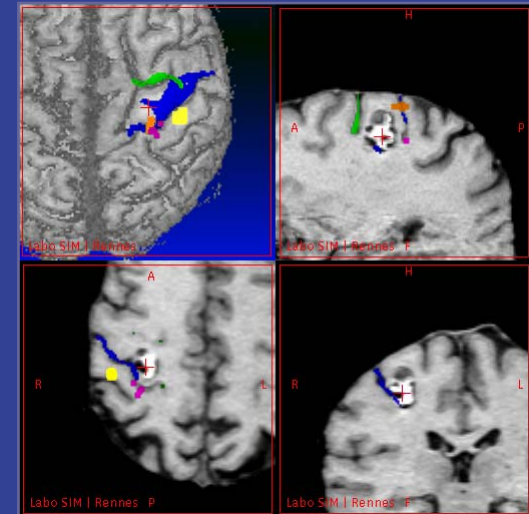 Labo SIM | Rennes
H
A
P
Labo SIM | Rennes F
A
R
L
Labo SIM | Rennes P
H
R
L
Labo SIM | Rennes F